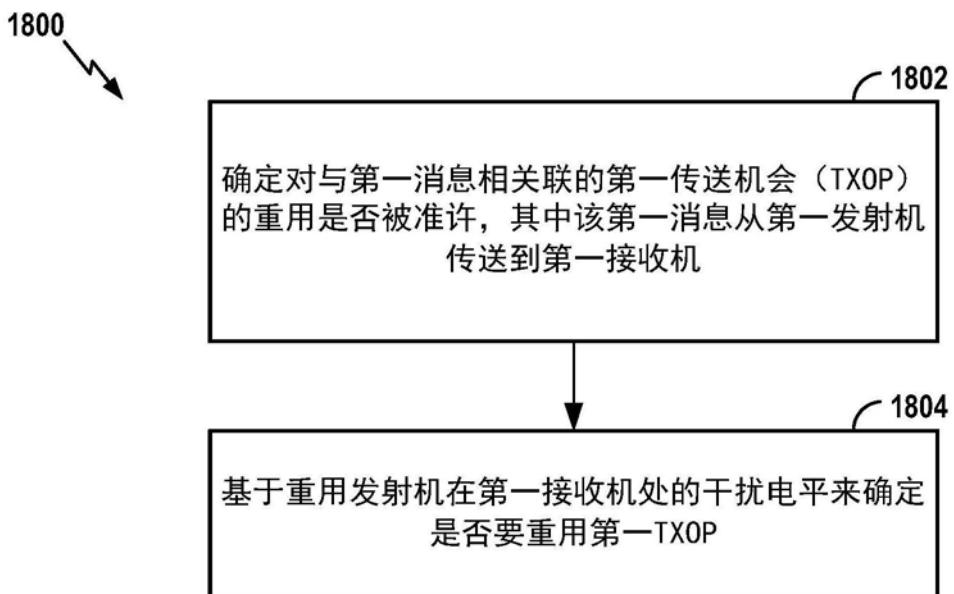 1800
1802
确定对与第一消息相关联的第一传送机会（TXOP）
的重用是否被准许，其中该第一消息从第一发射机
传送到第一接收机
1804
基于重用发射机在第一接收机处的干扰电平来确定
是否要重用第一TXOP